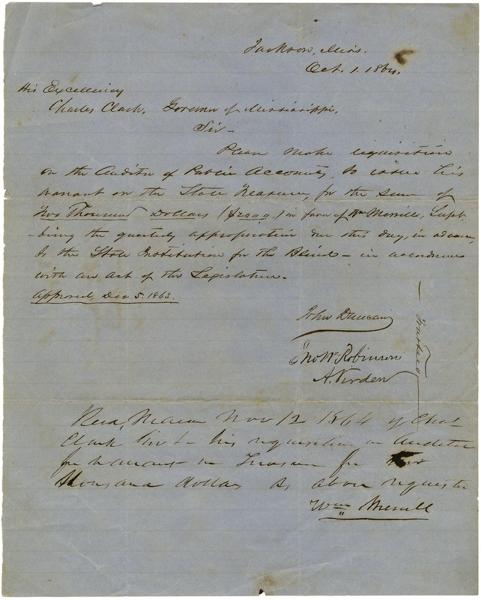 Jackson, Miss.
Oct. 1. 1864.
His Excellency
Charles Clark, Governor of Mississippi,
Sir—
Please make requisition
on the Auditor of Public Accounts, to issue his
warrant on the State Treasurer, for the sum of
Two Thousand Dollars ($2000.) in favor of Wm Merrill, Supt
being the quarterly appropriation due this day, in advance,
to the State Institution for the Blind — in accordance
with an act of the Legislature.
Approved, Dec 5. 1863.
John Duncan
Jno W. Robinson
A. Virden
Trustees
Recd, Macon Nov 12 1864 of Chas
Clark Gov his requisition on Auditor
for warrant on Treasurer for two
thousand dollars as above requested
Wm Merrill